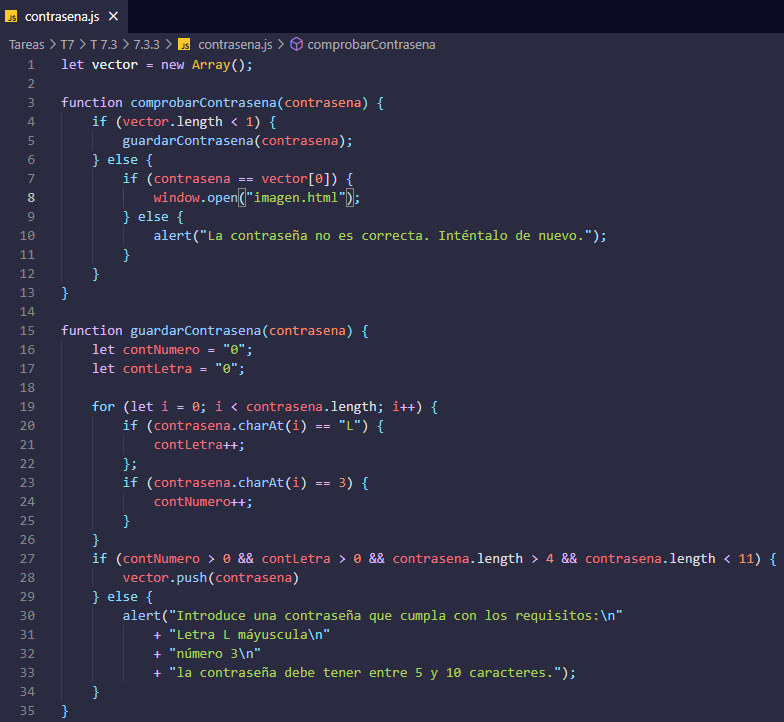 JS contrasena.js ×
Tareas > T7 > T 7.3 > 7.3.3 > JS contrasena.js > comprobarContrasena
1 let vector = new Array();
2
3 function comprobarContrasena(contrasena) {
4     if (vector.length < 1) {
5         guardarContrasena(contrasena);
6     } else {
7         if (contrasena == vector[0]) {
8             window.open("imagen.html");
9         } else {
10             alert("La contraseña no es correcta. Inténtalo de nuevo.");
11         }
12     }
13 }
14
15 function guardarContrasena(contrasena) {
16     let contNumero = "0";
17     let contLetra = "0";
18
19     for (let i = 0; i < contrasena.length; i++) {
20         if (contrasena.charAt(i) == "L") {
21             contLetra++;
22         };
23         if (contrasena.charAt(i) == 3) {
24             contNumero++;
25         }
26     }
27     if (contNumero > 0 && contLetra > 0 && contrasena.length > 4 && contrasena.length < 11) {
28         vector.push(contrasena)
29     } else {
30         alert("Introduce una contraseña que cumpla con los requisitos:\n"
31             + "Letra L máyuscula\n"
32             + "número 3\n"
33             + "la contraseña debe tener entre 5 y 10 caracteres.");
34     }
35 }